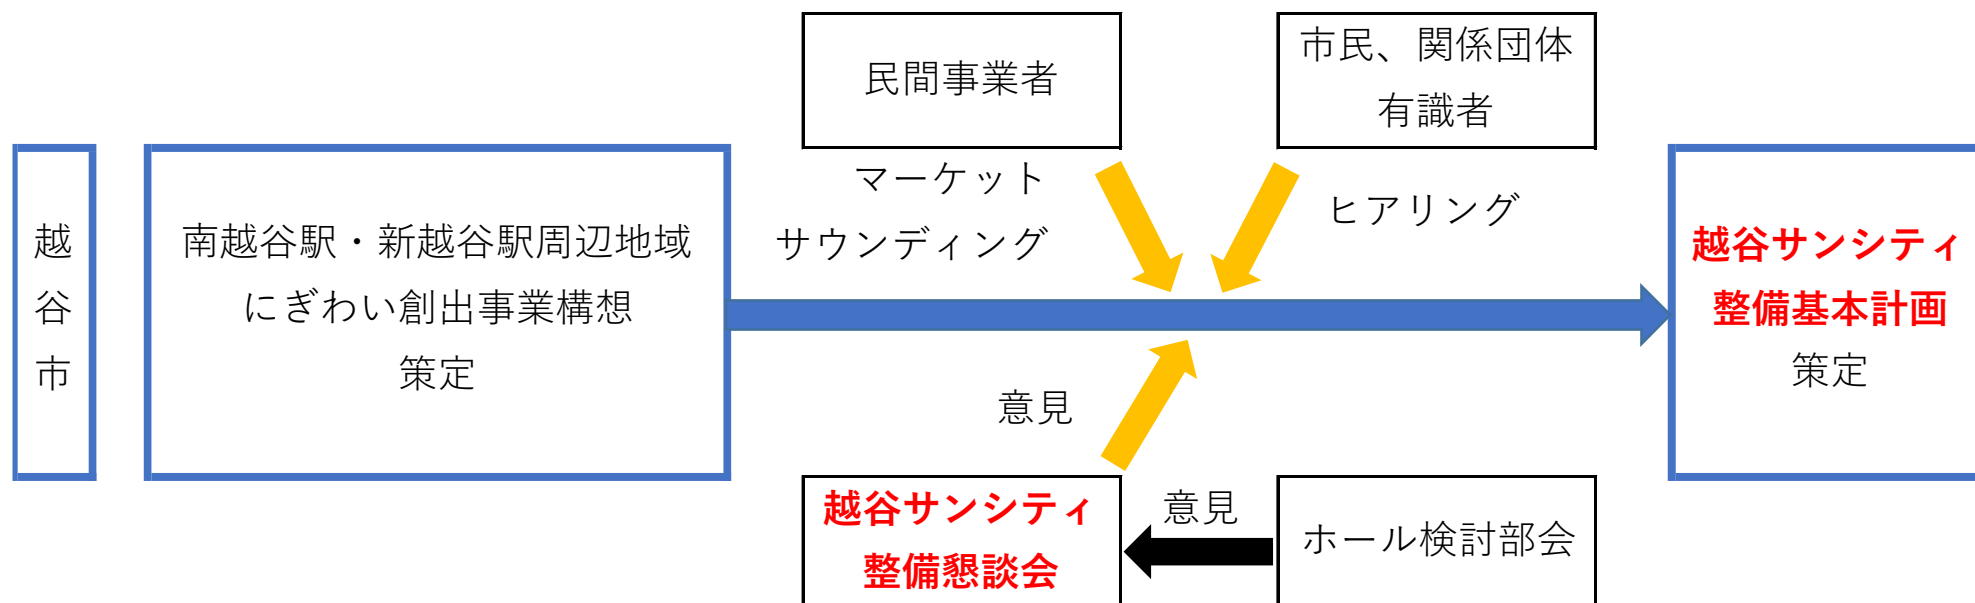 民間事業者
市民、関係団体
有識者
マーケット
サウンディング
ヒアリング
越
谷
市
南越谷駅・新越谷駅周辺地域
にぎわい創出事業構想
策定
越谷サンシティ
整備基本計画
策定
意見
越谷サンシティ
整備懇談会
意見
ホール検討部会